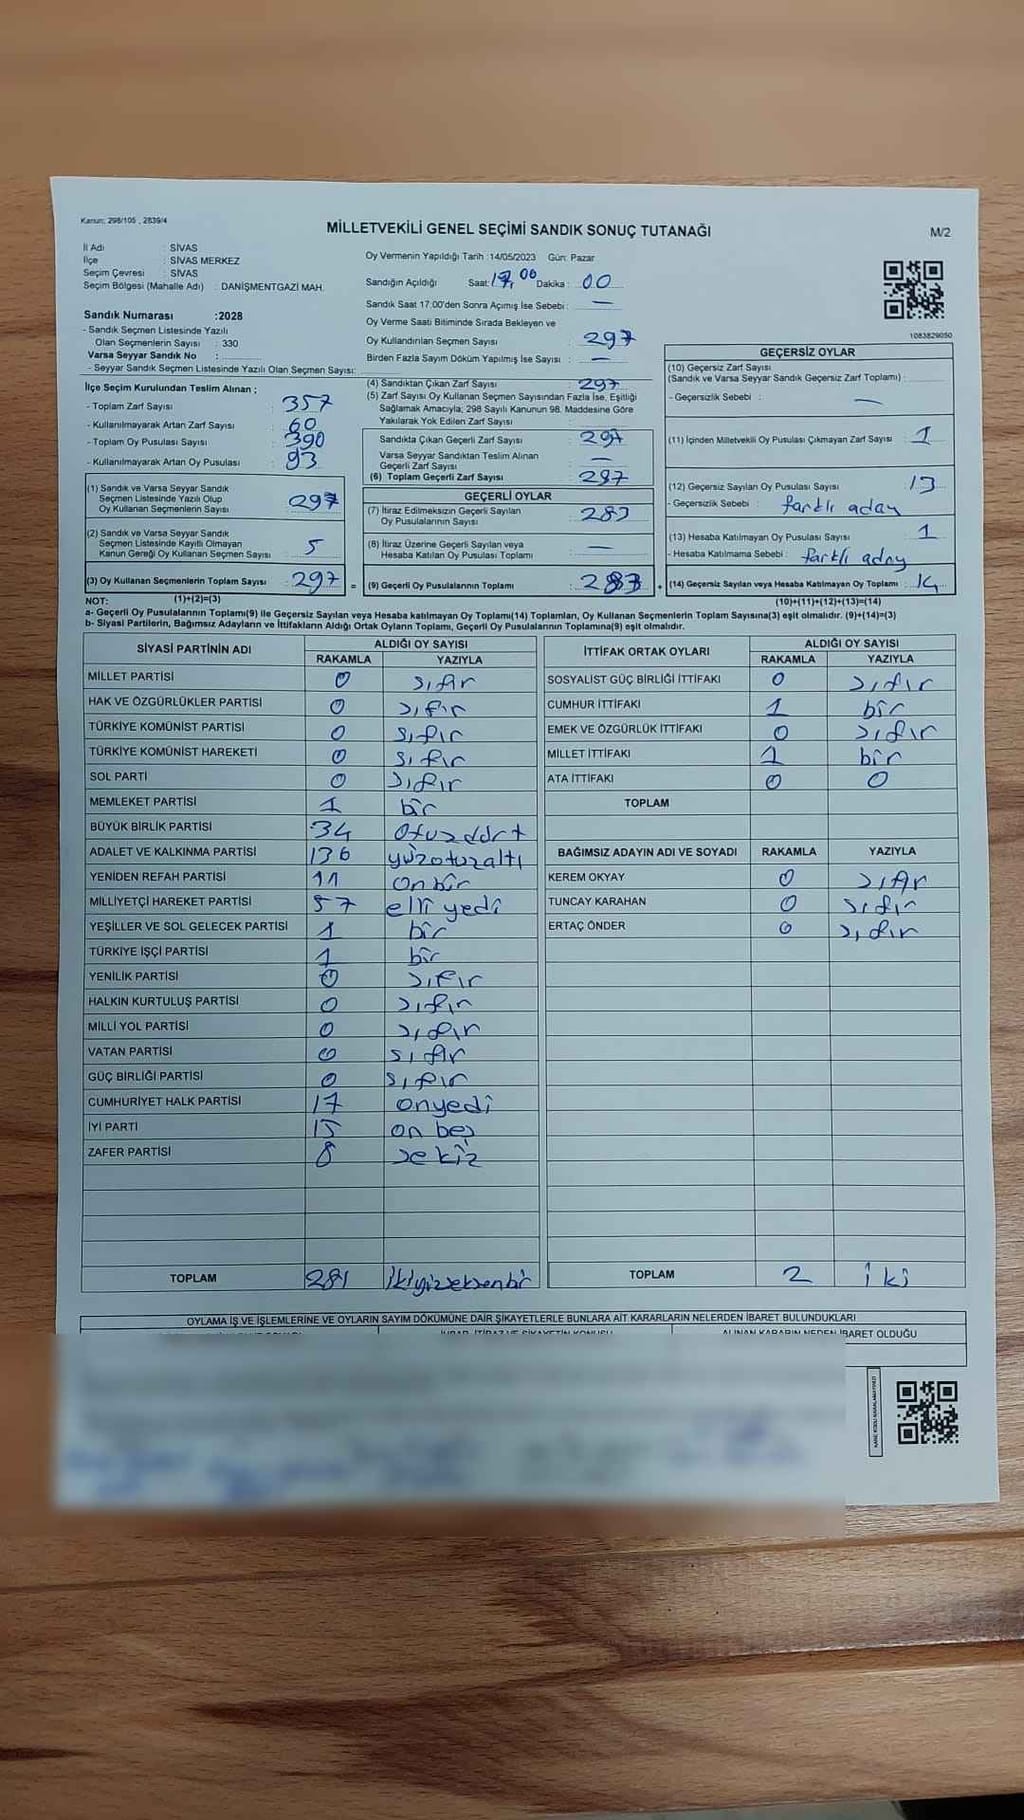 Kanun: 298/105 , 2839/4
MİLLETVEKİLİ GENEL SEÇİMİ SANDIK SONUÇ TUTANAĞI
M/2
İl Adı : SİVAS
İlçe : SİVAS MERKEZ
Seçim Çevresi : SİVAS
Seçim Bölgesi (Mahalle Adı) : DANİŞMENTGAZİ MAH.
Sandık Numarası :2028
- Sandık Seçmen Listesinde Yazılı
Olan Seçmenlerin Sayısı : 330
Varsa Seyyar Sandık No :
- Seyyar Sandık Seçmen Listesinde Yazılı Olan Seçmen Sayısı:
İlçe Seçim Kurulundan Teslim Alınan ;
- Toplam Zarf Sayısı : 357
- Kullanılmayarak Artan Zarf Sayısı : 60
- Toplam Oy Pusulası Sayısı : 390
- Kullanılmayarak Artan Oy Pusulası : 93
(1) Sandık ve Varsa Seyyar Sandık
Seçmen Listesinde Yazılı Olup
Oy Kullanan Seçmenlerin Sayısı : 297
(2) Sandık ve Varsa Seyyar Sandık
Seçmen Listesinde Kayıtlı Olmayan
Kanun Gereği Oy Kullanan Seçmen Sayısı : 5
(3) Oy Kullanan Seçmenlerin Toplam Sayısı : 297
(1)+(2)=(3)
Oy Vermenin Yapıldığı Tarih :14/05/2023 Gün: Pazar
Sandığın Açıldığı Saat: 17,00 Dakika : 00
Sandık Saat 17:00'den Sonra Açımış İse Sebebi : —
Oy Verme Saati Bitiminde Sırada Bekleyen ve
Oy Kullandırılan Seçmen Sayısı : 297
Birden Fazla Sayım Döküm Yapılmış İse Sayısı : —
(4) Sandıktan Çıkan Zarf Sayısı : 297
(5) Zarf Sayısı Oy Kullanan Seçmen Sayısından Fazla İse, Eşitliği
Sağlamak Amacıyla; 298 Sayılı Kanunun 98. Maddesine Göre
Yakılarak Yok Edilen Zarf Sayısı :
Sandıkta Çıkan Geçerli Zarf Sayısı : 297
Varsa Seyyar Sandıktan Teslim Alınan
Geçerli Zarf Sayısı : —
(6) Toplam Geçerli Zarf Sayısı : 297
GEÇERLİ OYLAR
(7) İtiraz Edilmeksizin Geçerli Sayılan
Oy Pusulalarının Sayısı : 283
(8) İtiraz Üzerine Geçerli Sayılan veya
Hesaba Katılan Oy Pusulası Toplamı : —
= (9) Geçerli Oy Pusulalarının Toplamı : 283
1083829050
GEÇERSİZ OYLAR
(10) Geçersiz Zarf Sayısı
(Sandık ve Varsa Seyyar Sandık Geçersiz Zarf Toplamı) :
- Geçersizlik Sebebi : —
(11) İçinden Milletvekili Oy Pusulası Çıkmayan Zarf Sayısı : 1
(12) Geçersiz Sayılan Oy Pusulası Sayısı : 13
- Geçersizlik Sebebi : farklı aday
(13) Hesaba Katılmayan Oy Pusulası Sayısı : 1
- Hesaba Katılmama Sebebi : farklı aday
+ (14) Geçersiz Sayılan veya Hesaba Katılmayan Oy Toplamı : 14
(10)+(11)+(12)+(13)=(14)
NOT:
a- Geçerli Oy Pusulalarının Toplamı(9) ile Geçersiz Sayılan veya Hesaba katılmayan Oy Toplamı(14) Toplamları, Oy Kullanan Seçmenlerin Toplam Sayısına(3) eşit olmalıdır. (9)+(14)=(3)
b- Siyasi Partilerin, Bağımsız Adayların ve İttifakların Aldığı Ortak Oyların Toplamı, Geçerli Oy Pusulalarının Toplamına(9) eşit olmalıdır.
SİYASİ PARTİNİN ADI ALDIĞI OY SAYISI
RAKAMLA YAZIYLA
MİLLET PARTİSİ 0 sıfır
HAK VE ÖZGÜRLÜKLER PARTİSİ 0 sıfır
TÜRKİYE KOMÜNİST PARTİSİ 0 sıfır
TÜRKİYE KOMÜNİST HAREKETİ 0 sıfır
SOL PARTİ 0 sıfır
MEMLEKET PARTİSİ 1 bir
BÜYÜK BİRLİK PARTİSİ 34 otuzdört
ADALET VE KALKINMA PARTİSİ 136 yüzotuzaltı
YENİDEN REFAH PARTİSİ 11 on bir
MİLLİYETÇİ HAREKET PARTİSİ 57 elli yedi
YEŞİLLER VE SOL GELECEK PARTİSİ 1 bir
TÜRKİYE İŞÇİ PARTİSİ 1 bir
YENİLİK PARTİSİ 0 sıfır
HALKIN KURTULUŞ PARTİSİ 0 sıfır
MİLLİ YOL PARTİSİ 0 sıfır
VATAN PARTİSİ 0 sıfır
GÜÇ BİRLİĞİ PARTİSİ 0 sıfır
CUMHURİYET HALK PARTİSİ 17 onyedi
İYİ PARTİ 15 on beş
ZAFER PARTİSİ 8 sekiz
TOPLAM 281 ikiyüzseksenbir
İTTİFAK ORTAK OYLARI ALDIĞI OY SAYISI
RAKAMLA YAZIYLA
SOSYALİST GÜÇ BİRLİĞİ İTTİFAKI 0 sıfır
CUMHUR İTTİFAKI 1 bir
EMEK VE ÖZGÜRLÜK İTTİFAKI 0 sıfır
MİLLET İTTİFAKI 1 bir
ATA İTTİFAKI 0 0
TOPLAM
BAĞIMSIZ ADAYIN ADI VE SOYADI RAKAMLA YAZIYLA
KEREM OKYAY 0 sıfır
TUNCAY KARAHAN 0 sıfır
ERTAÇ ÖNDER 0 sıfır
TOPLAM 2 iki
OYLAMA İŞ VE İŞLEMLERİNE VE OYLARIN SAYIM DÖKÜMÜNE DAİR ŞİKAYETLERLE BUNLARA AİT KARARLARIN NELERDEN İBARET BULUNDUKLARI
ALINAN KARARIN NEDEN İBARET OLDUĞU